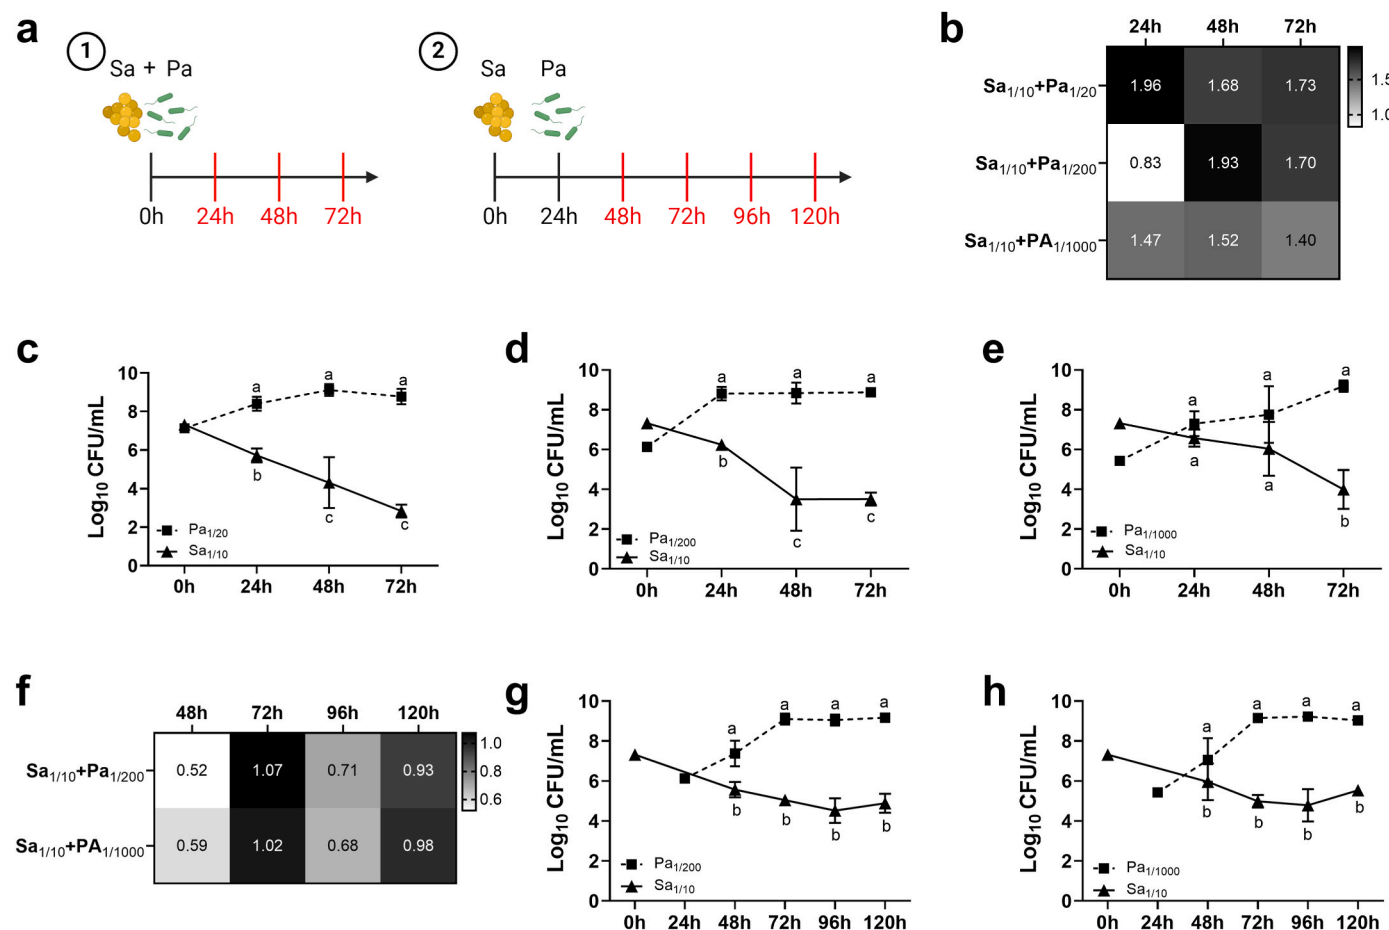 a
1
Sa + Pa
0h 24h 48h 72h
2
Sa Pa
0h 24h 48h 72h 96h 120h
b
24h 48h 72h
Sa1/10+Pa1/20 1.96 1.68 1.73
Sa1/10+Pa1/200 0.83 1.93 1.70
Sa1/10+PA1/1000 1.47 1.52 1.40
1.5
1.0
c
Log10 CFU/mL
10
8
6
4
2
0
a a a
b c c
Pa1/20
Sa1/10
0h 24h 48h 72h
d
Log10 CFU/mL
10
8
6
4
2
0
a a a
b c c
Pa1/200
Sa1/10
0h 24h 48h 72h
e
Log10 CFU/mL
10
8
6
4
2
0
a a a
a a b
Pa1/1000
Sa1/10
0h 24h 48h 72h
f
48h 72h 96h 120h
Sa1/10+Pa1/200 0.52 1.07 0.71 0.93
Sa1/10+PA1/1000 0.59 1.02 0.68 0.98
1.0
0.8
0.6
g
Log10 CFU/mL
10
8
6
4
2
0
a a a a
b b b b
Pa1/200
Sa1/10
0h 24h 48h 72h 96h 120h
h
Log10 CFU/mL
10
8
6
4
2
0
a a a a
b b b b
Pa1/1000
Sa1/10
0h 24h 48h 72h 96h 120h